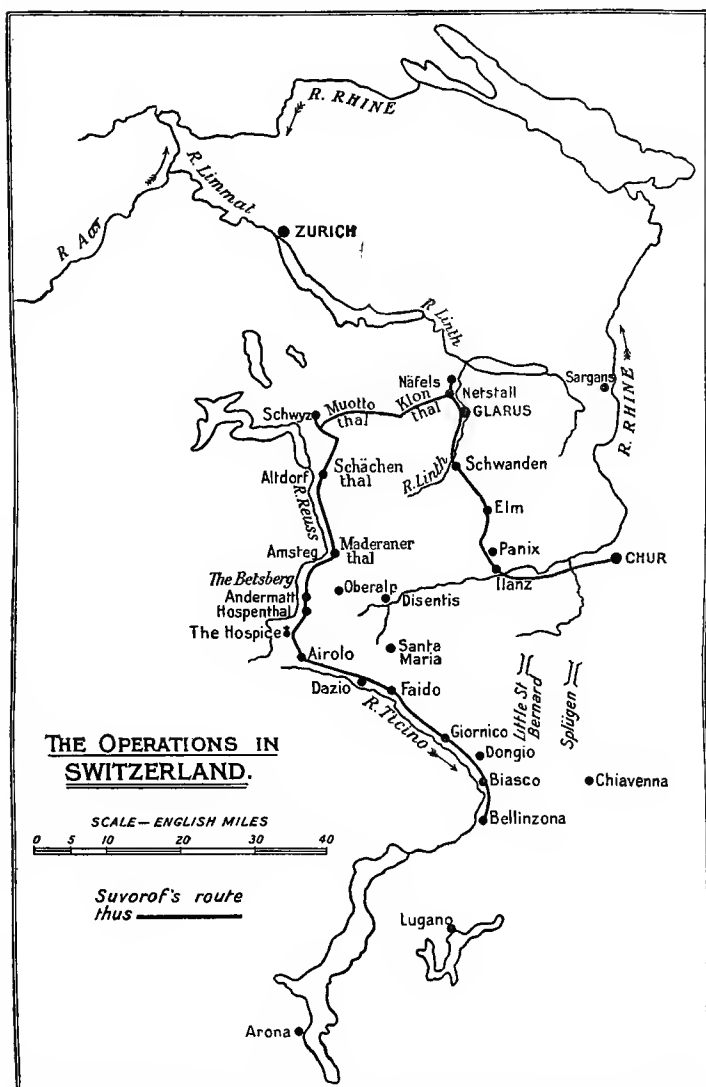 R. RHINE
R. Limmat
R Aar
ZURICH
R Linth
Näfels
Netstall
Sargans
Klon
thal
Muotto
thal
GLARUS
Schwyz
R. RHINE
Altdorf
Schächen
thal
R. Linth
Schwanden
R. Reuss
Elm
Amsteg
Maderaner
thal
Panix
CHUR
Ilanz
The Betsberg
Oberalp
Andermatt
Disentis
Hospenthal
The Hospice
Santa
Maria
Airolo
Dazio
Faido
Little St
Bernard
Splügen
R. Ticino
Giornico
Dongio
Biasco
Chiavenna
Bellinzona
THE OPERATIONS IN
SWITZERLAND.
SCALE—ENGLISH MILES
0 5 10 20 30 40
Suvorof's route
thus
Lugano
Arona